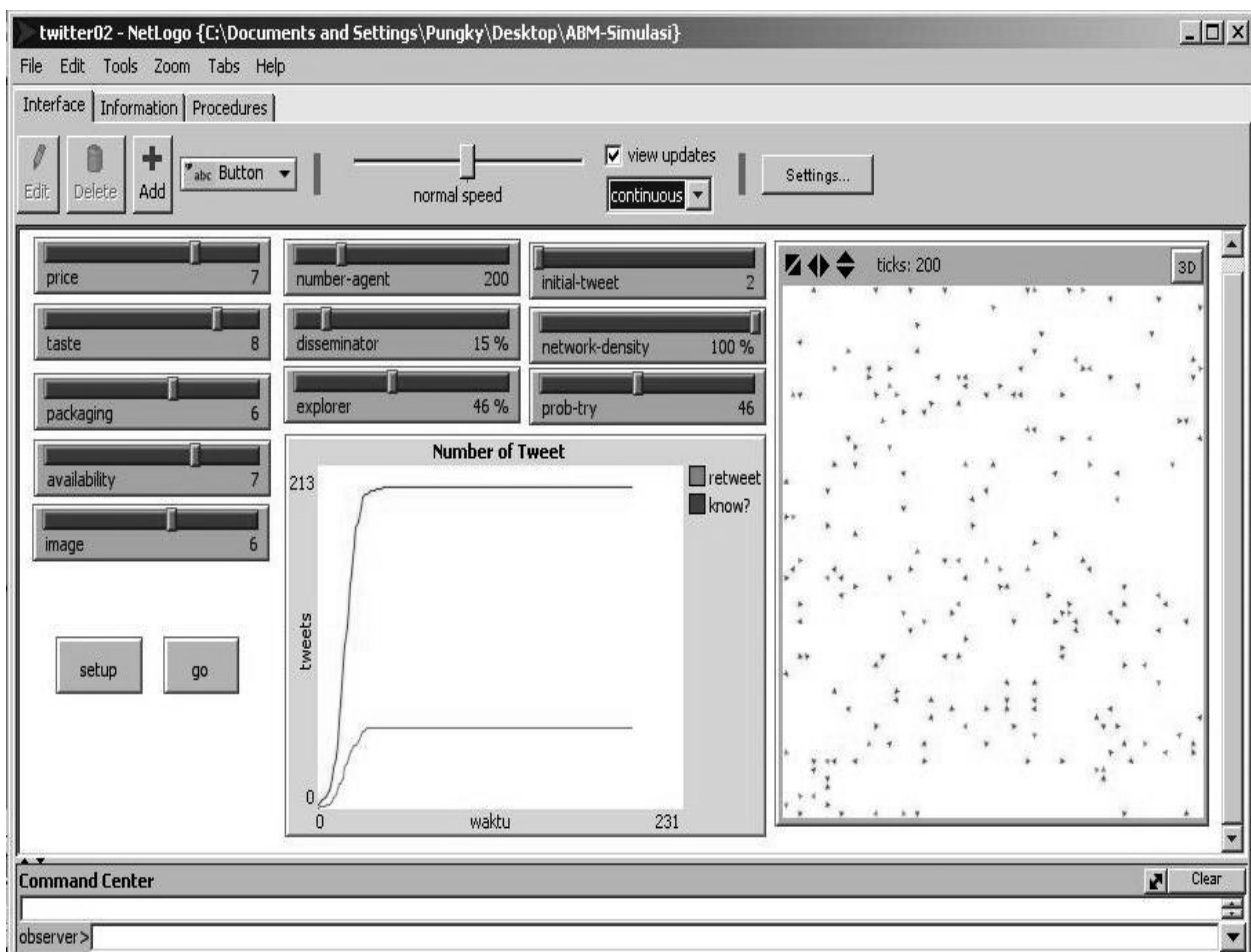 twitter02 - NetLogo {C:\Documents and Settings\Pungky\Desktop\ABM-Simulasi}
File Edit Tools Zoom Tabs Help
Interface Information Procedures
Edit Delete Add abc Button normal speed view updates continuous Settings...
price 7
taste 8
packaging 6
availability 7
image 6
setup go
number-agent 200
disseminator 15 %
explorer 46 %
initial-tweet 2
network-density 100 %
prob-try 46
Number of Tweet
213
tweets
0
0 waktu 231
retweet
know?
ticks: 200 3D
Command Center Clear
observer>